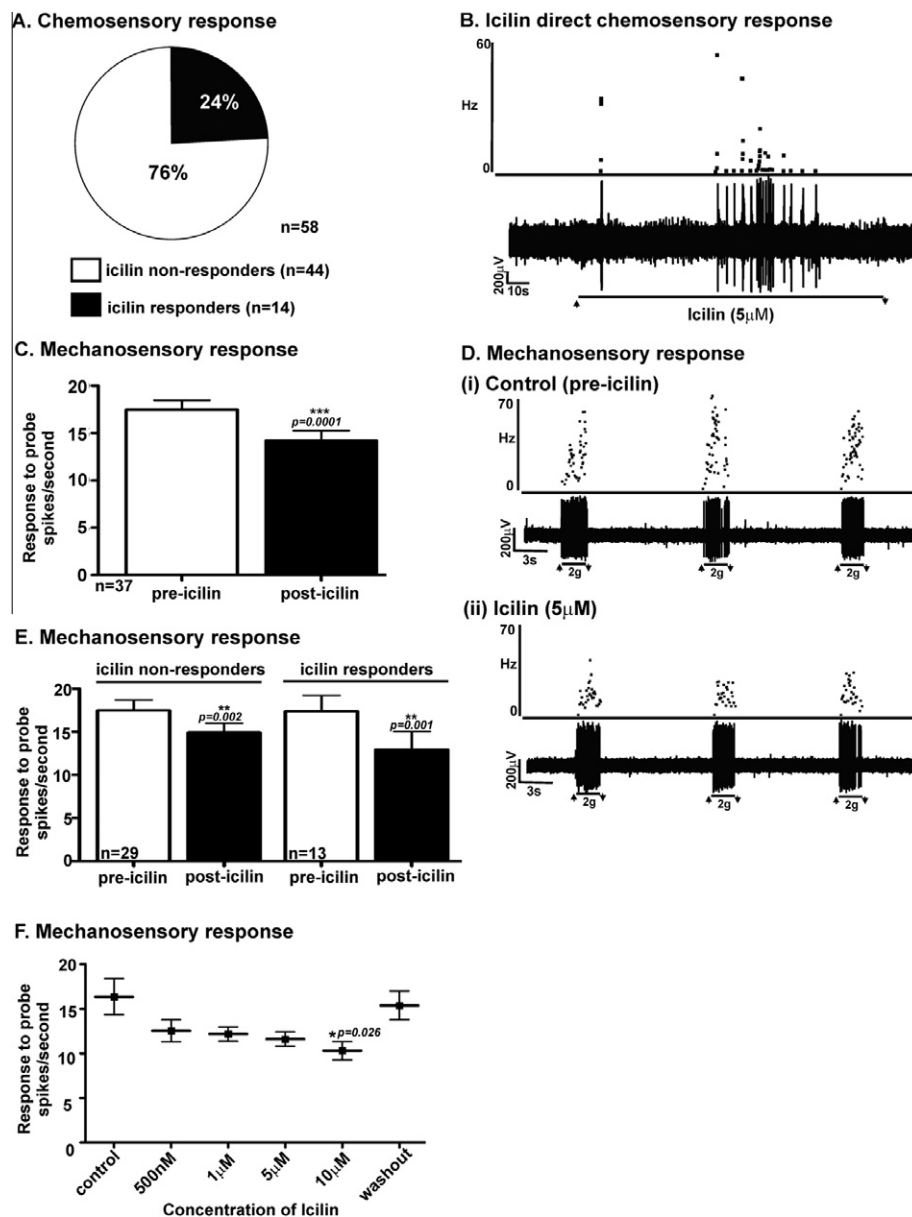 A. Chemosensory response
24%
76%
n=58
icilin non-responders (n=44)
icilin responders (n=14)
B. Icilin direct chemosensory response
60
Hz
0
200µV
10s
Icilin (5µM)
C. Mechanosensory response
Response to probe
spikes/second
20
15
10
5
0
***
p=0.0001
n=37
pre-icilin
post-icilin
D. Mechanosensory response
(i) Control (pre-icilin)
70
Hz
0
200µV
3s
2g
2g
2g
(ii) Icilin (5µM)
70
Hz
0
200µV
3s
2g
2g
2g
E. Mechanosensory response
icilin non-responders
icilin responders
Response to probe
spikes/second
20
15
10
5
0
**
p=0.002
**
p=0.001
n=29
n=13
pre-icilin
post-icilin
pre-icilin
post-icilin
F. Mechanosensory response
Response to probe
spikes/second
20
15
10
5
0
* p=0.026
control
500nM
1µM
5µM
10µM
washout
Concentration of Icilin